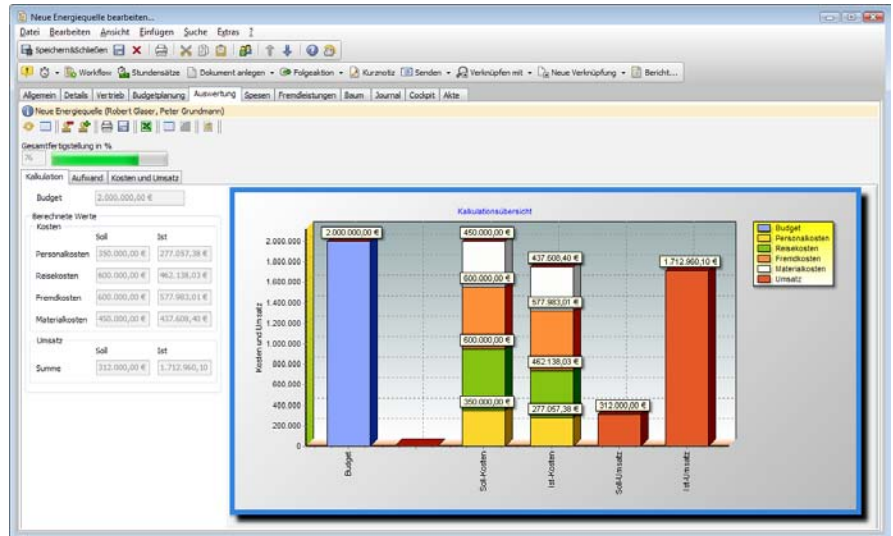 Neue Energiequelle bearbeiten...
Datei Bearbeiten Ansicht Einfügen Suche Extras ?
Speichern&Schließen
Workflow Stundensätze Dokument anlegen Folgeaktion Kurznotiz Senden Verknüpfen mit Neue Verknüpfung Bericht...
Allgemein Details Vertrieb Budgetplanung Auswertung Spesen Fremdleistungen Baum Journal Cockpit Akte
Neue Energiequelle (Robert Glaser, Peter Grundmann)
Gesamtfertigstellung in %
76
Kalkulation Aufwand Kosten und Umsatz
Budget 2.000.000,00 €
Berechnete Werte
Kosten
Soll Ist
Personalkosten 350.000,00 € 277.057,38 €
Reisekosten 600.000,00 € 462.138,03 €
Fremdkosten 600.000,00 € 577.983,01 €
Materialkosten 450.000,00 € 437.608,40 €
Umsatz
Soll Ist
Summe 312.000,00 € 1.712.960,10
Kalkulationsübersicht
Kosten und Umsatz
2.000.000
1.800.000
1.600.000
1.400.000
1.200.000
1.000.000
800.000
600.000
400.000
200.000
0
2.000.000,00 €
450.000,00 €
600.000,00 €
600.000,00 €
350.000,00 €
437.608,40 €
577.983,01 €
462.138,03 €
277.057,38 €
312.000,00 €
1.712.960,10 €
Budget
Soll-Kosten
Ist-Kosten
Soll-Umsatz
Ist-Umsatz
Budget
Personalkosten
Reisekosten
Fremdkosten
Materialkosten
Umsatz